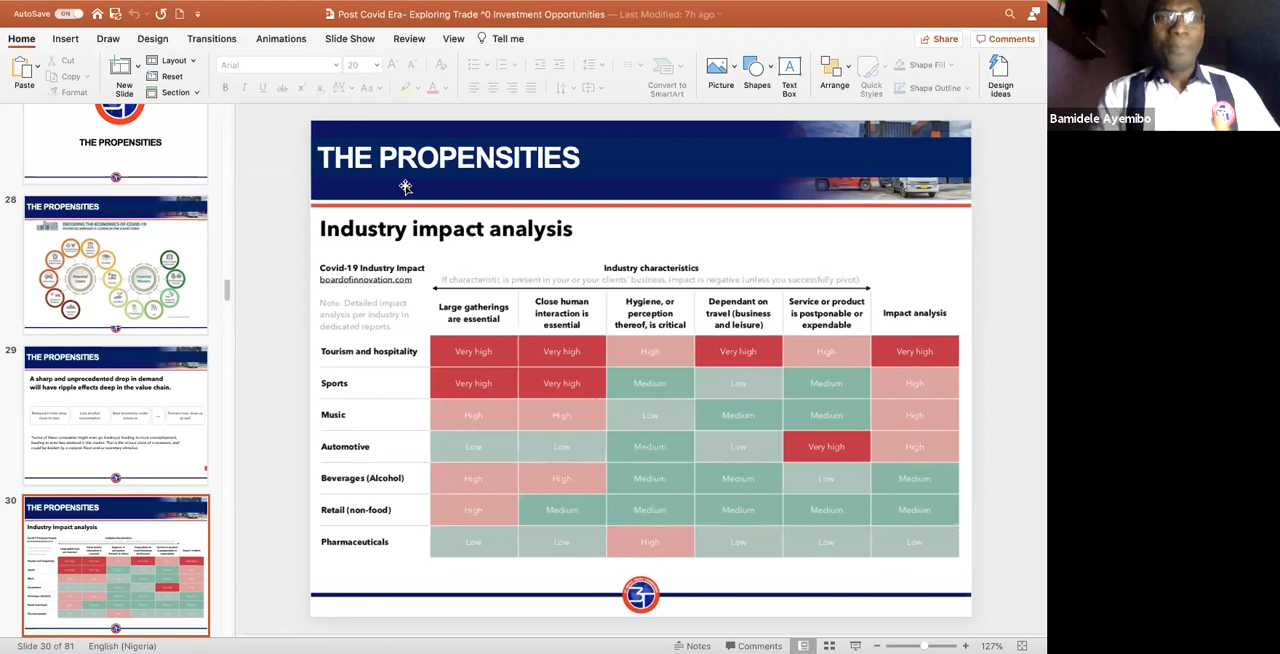 AutoSave ON
Post Covid Era- Exploring Trade ^0 Investment Opportunities — Last Modified: 7h ago
Home Insert Draw Design Transitions Animations Slide Show Review View Tell me
Share Comments
Paste
Cut
Copy
Format
New Slide
Layout
Reset
Section
Arial 20
Convert to SmartArt
Picture
Shapes
Text Box
Arrange
Quick Styles
Shape Fill
Shape Outline
Design Ideas
Bamidele Ayemibo
THE PROPENSITIES
28
THE PROPENSITIES
DECODING THE ECONOMICS OF COVID-19
29
THE PROPENSITIES
A sharp and unprecedented drop in demand
will have ripple effects deep in the value chain.
30
THE PROPENSITIES
Industry impact analysis
THE PROPENSITIES
Industry impact analysis
Covid-19 Industry Impact
boardofinnovation.com
Note: Detailed impact
analysis per industry in
dedicated reports.
Industry characteristics
If characteristic is present in your or your clients' business, impact is negative (unless you successfully pivot).
Large gatherings are essential
Close human interaction is essential
Hygiene, or perception thereof, is critical
Dependant on travel (business and leisure)
Service or product is postponable or expendable
Impact analysis
Tourism and hospitality Very high Very high High Very high High Very high
Sports Very high Very high Medium Low Medium High
Music High High Low Medium Medium High
Automotive Low Low Medium Low Very high High
Beverages (Alcohol) High High Medium Medium Low Medium
Retail (non-food) High Medium Medium Medium Medium Medium
Pharmaceuticals Low Low High Low Low Low
Slide 30 of 81 English (Nigeria)
Notes Comments 127%